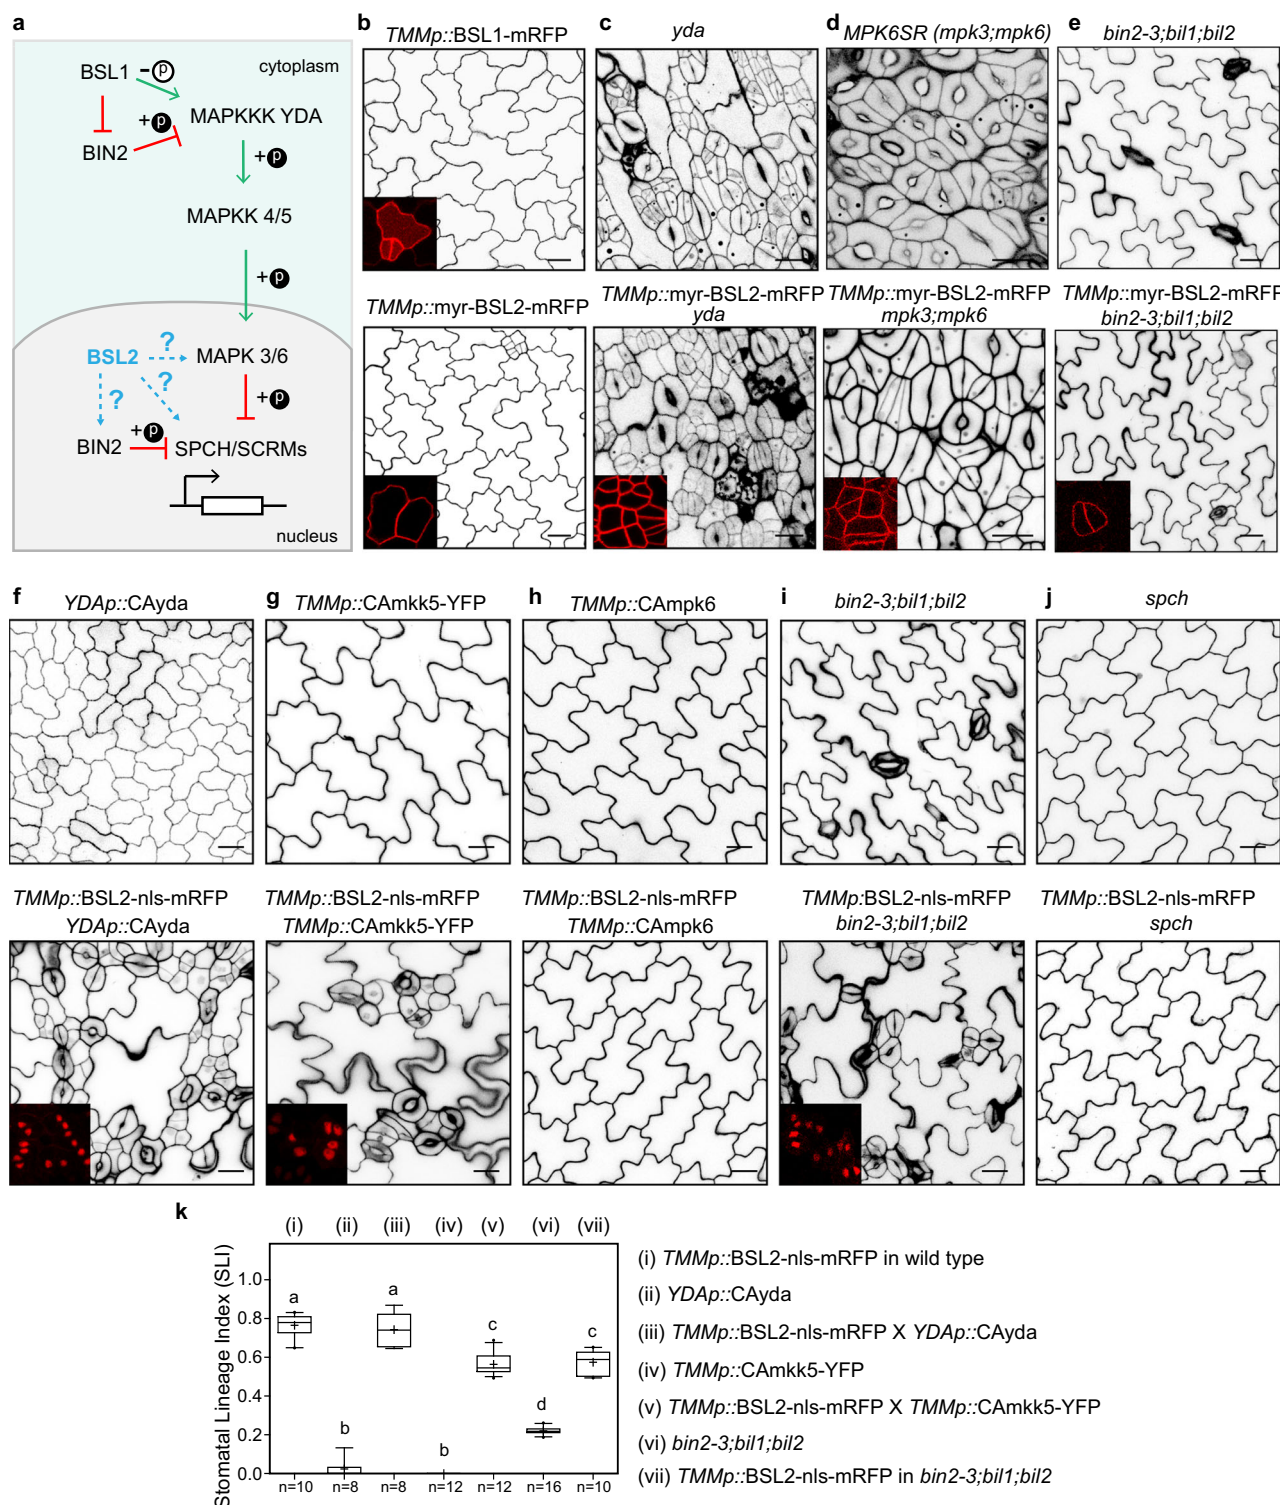 a
cytoplasm
BSL1
– p
MAPKKK YDA
+ p
BIN2
+ p
MAPKK 4/5
+ p
BSL2
?
MAPK 3/6
?
?
+ p
+ p
BIN2
SPCH/SCRMs
nucleus
b
TMMp::BSL1-mRFP
TMMp::myr-BSL2-mRFP
c
yda
TMMp::myr-BSL2-mRFP
yda
d
MPK6SR (mpk3;mpk6)
TMMp::myr-BSL2-mRFP
mpk3;mpk6
e
bin2-3;bil1;bil2
TMMp::myr-BSL2-mRFP
bin2-3;bil1;bil2
f
YDAp::CAyda
TMMp::BSL2-nls-mRFP
YDAp::CAyda
g
TMMp::CAmkk5-YFP
TMMp::BSL2-nls-mRFP
TMMp::CAmkk5-YFP
h
TMMp::CAmpk6
TMMp::BSL2-nls-mRFP
TMMp::CAmpk6
i
bin2-3;bil1;bil2
TMMp:BSL2-nls-mRFP
bin2-3;bil1;bil2
j
spch
TMMp::BSL2-nls-mRFP
spch
k
(i) (ii) (iii) (iv) (v) (vi) (vii)
Stomatal Lineage Index (SLI)
1.0
0.8
0.6
0.4
0.2
0.0
a
b
a
b
c
d
c
n=10 n=8 n=8 n=12 n=12 n=16 n=10
(i) TMMp::BSL2-nls-mRFP in wild type
(ii) YDAp::CAyda
(iii) TMMp::BSL2-nls-mRFP X YDAp::CAyda
(iv) TMMp::CAmkk5-YFP
(v) TMMp::BSL2-nls-mRFP X TMMp::CAmkk5-YFP
(vi) bin2-3;bil1;bil2
(vii) TMMp::BSL2-nls-mRFP in bin2-3;bil1;bil2